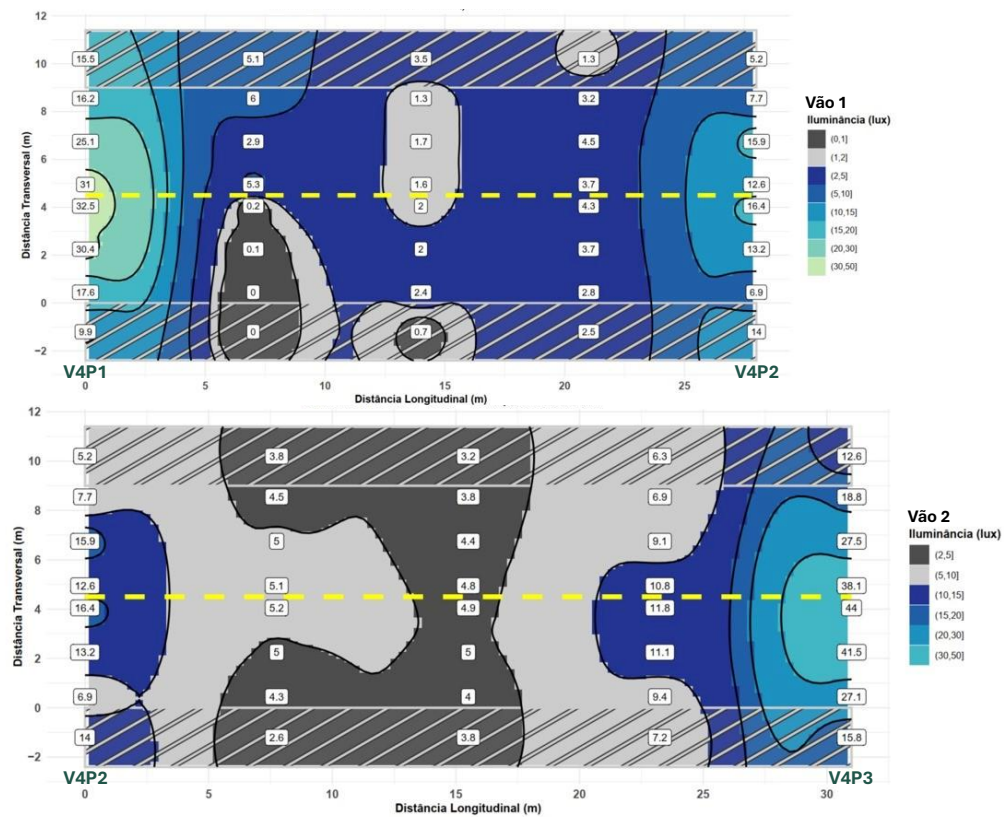 12
10
8
6
4
2
0
−2
Distância Transversal (m)
15.5 5.1 3.5 1.3 5.2
16.2 6 1.3 3.2 7.7
25.1 2.9 1.7 4.5 15.9
31 5.3 1.6 3.7 12.6
32.5 0.2 2 4.3 16.4
30.4 0.1 2 3.7 13.2
17.6 0 2.4 2.8 6.9
9.9 0 0.7 2.5 14
V4P1 V4P2
0 5 10 15 20 25
Distância Longitudinal (m)
Vão 1
Iluminância (lux)
(0,1]
(1,2]
(2,5]
(5,10]
(10,15]
(15,20]
(20,30]
(30,50]
12
10
8
6
4
2
0
−2
Distância Transversal (m)
5.2 3.8 3.2 6.3 12.6
7.7 4.5 3.8 6.9 18.8
15.9 5 4.4 9.1 27.5
12.6 5.1 4.8 10.8 38.1
16.4 5.2 4.9 11.8 44
13.2 5 5 11.1 41.5
6.9 4.3 4 9.4 27.1
14 2.6 3.8 7.2 15.8
V4P2 V4P3
0 5 10 15 20 25 30
Distância Longitudinal (m)
Vão 2
Iluminância (lux)
(2,5]
(5,10]
(10,15]
(15,20]
(20,30]
(30,50]